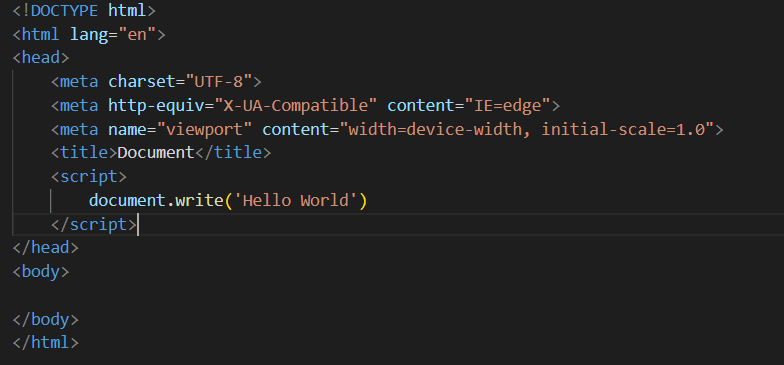 <!DOCTYPE html>
<html lang="en">
<head>
    <meta charset="UTF-8">
    <meta http-equiv="X-UA-Compatible" content="IE=edge">
    <meta name="viewport" content="width=device-width, initial-scale=1.0">
    <title>Document</title>
    <script>
        document.write('Hello World')
    </script>
</head>
<body>

</body>
</html>